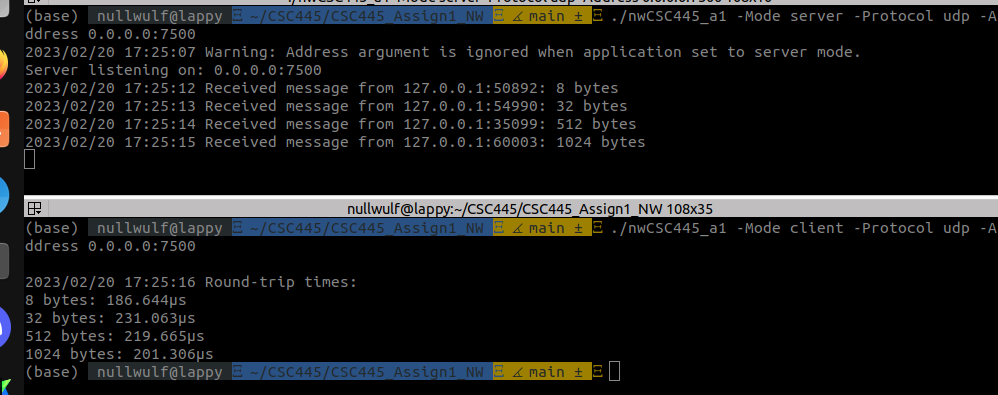 (base) nullwulf@lappy ~/CSC445/CSC445_Assign1_NW main ± ./nwCSC445_a1 -Mode server -Protocol udp -A
ddress 0.0.0.0:7500
2023/02/20 17:25:07 Warning: Address argument is ignored when application set to server mode.
Server listening on: 0.0.0.0:7500
2023/02/20 17:25:12 Received message from 127.0.0.1:50892: 8 bytes
2023/02/20 17:25:13 Received message from 127.0.0.1:54990: 32 bytes
2023/02/20 17:25:14 Received message from 127.0.0.1:35099: 512 bytes
2023/02/20 17:25:15 Received message from 127.0.0.1:60003: 1024 bytes
nullwulf@lappy:~/CSC445/CSC445_Assign1_NW 108x35
(base) nullwulf@lappy ~/CSC445/CSC445_Assign1_NW main ± ./nwCSC445_a1 -Mode client -Protocol udp -A
ddress 0.0.0.0:7500
2023/02/20 17:25:16 Round-trip times:
8 bytes: 186.644µs
32 bytes: 231.063µs
512 bytes: 219.665µs
1024 bytes: 201.306µs
(base) nullwulf@lappy ~/CSC445/CSC445_Assign1_NW main ±